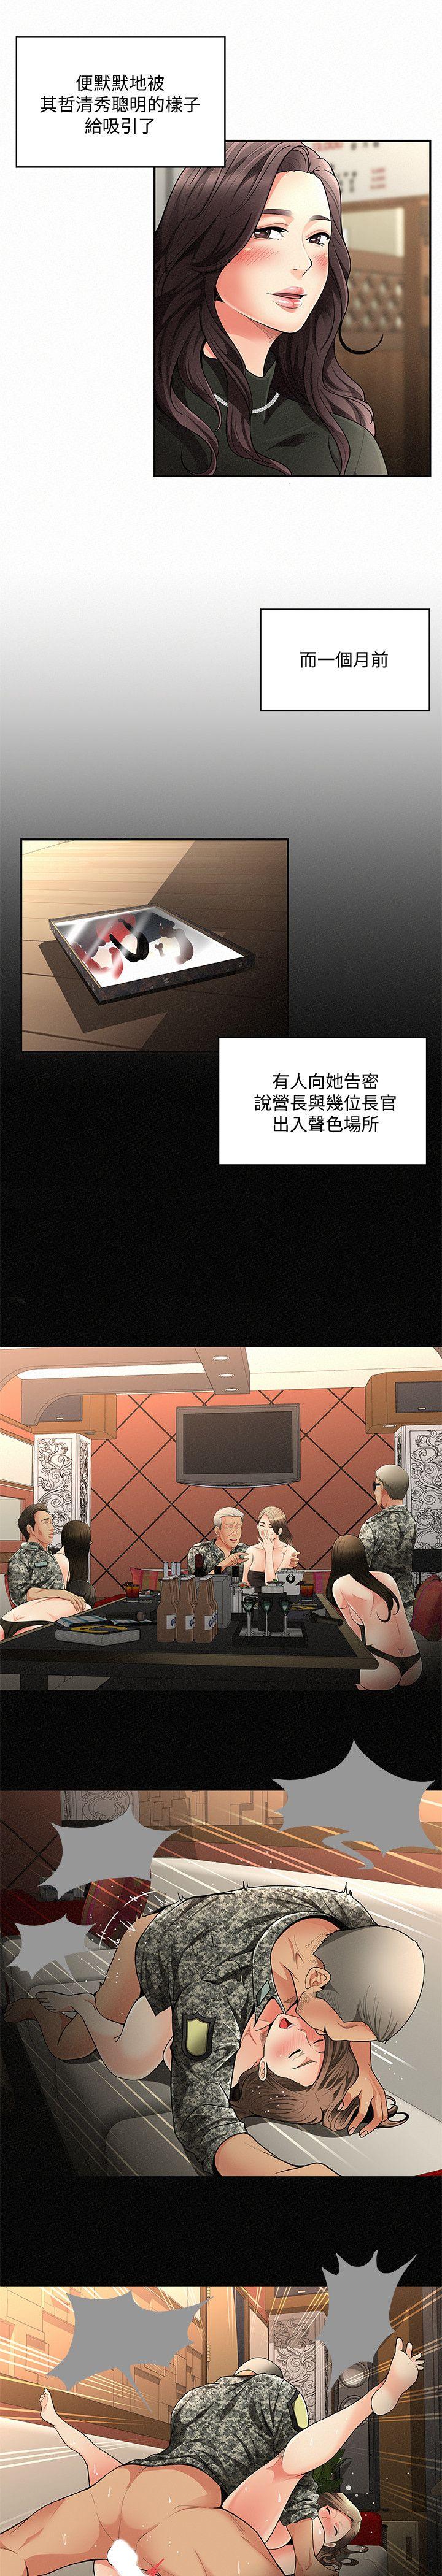 便默默地被
其哲清秀聰明的樣子
給吸引了
而一個月前
有人向她告密
說營長與幾位長官
出入聲色場所